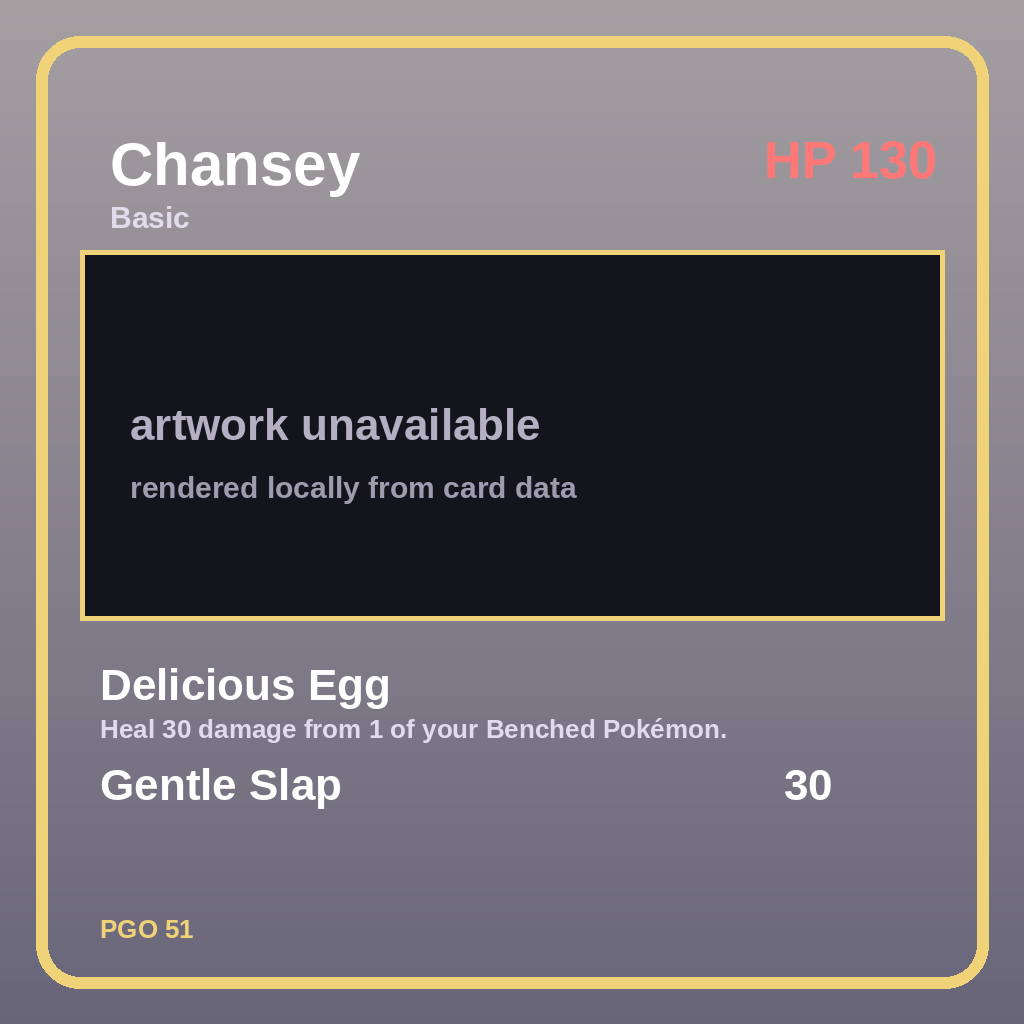 Chansey
HP 130
Basic
artwork unavailable
rendered locally from card data
Delicious Egg
Heal 30 damage from 1 of your Benched Pokémon.
Gentle Slap 30
PGO 51